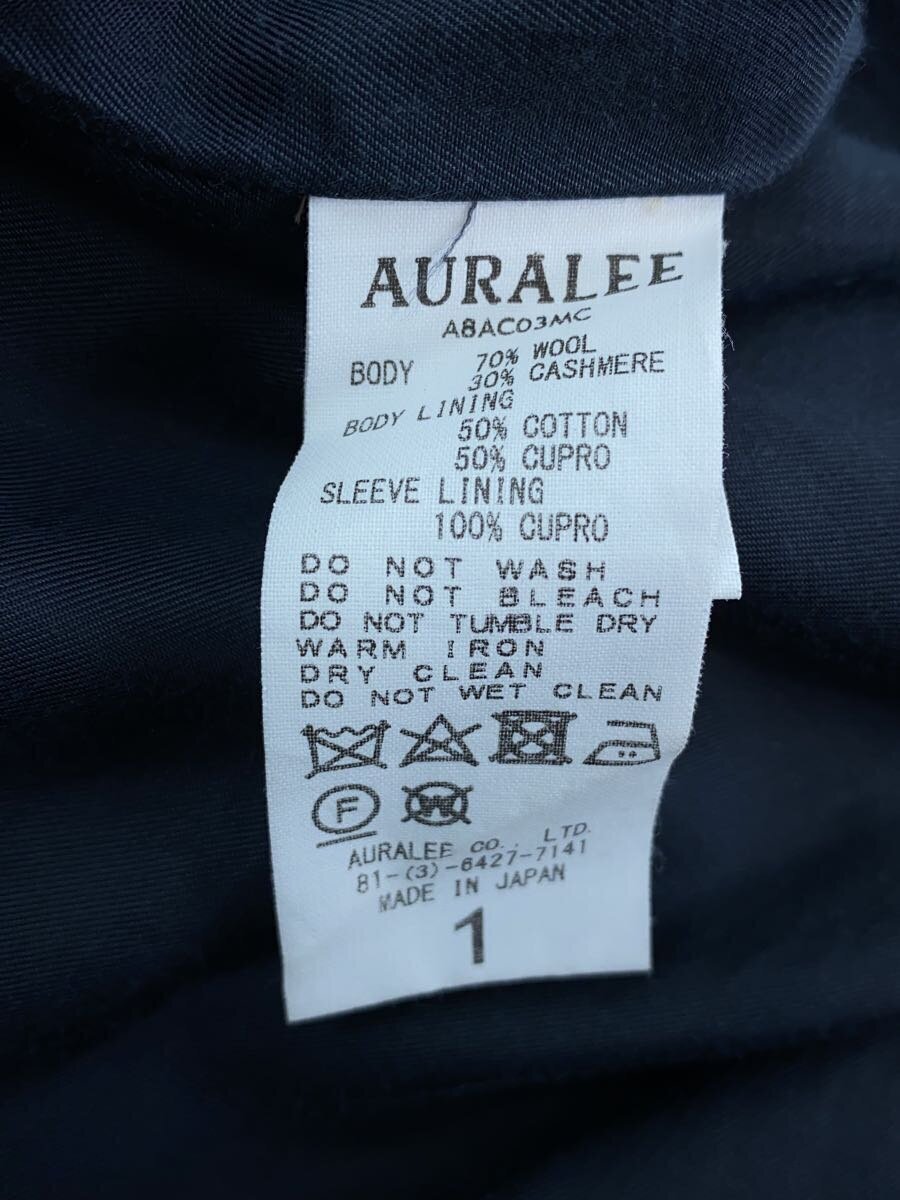 AURALEE
A8AC03MC
BODY 70% WOOL
30% CASHMERE
BODY LINING
50% COTTON
50% CUPRO
SLEEVE LINING
100% CUPRO
DO NOT WASH
DO NOT BLEACH
DO NOT TUMBLE DRY
WARM IRON
DRY CLEAN
DO NOT WET CLEAN
F W
AURALEE CO., LTD.
81-(3)-6427-7141
MADE IN JAPAN
1